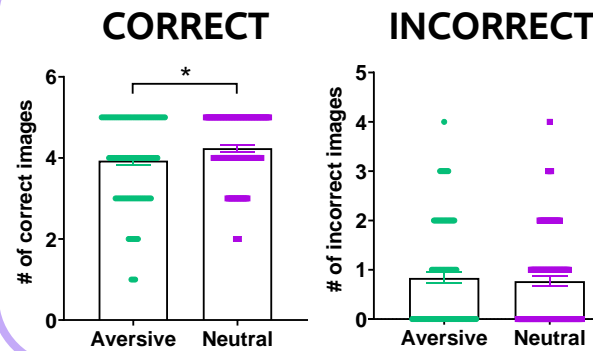 CORRECT
*
# of correct images
6
4
2
0
Aversive Neutral
INCORRECT
# of incorrect images
5
4
3
2
1
0
Aversive Neutral